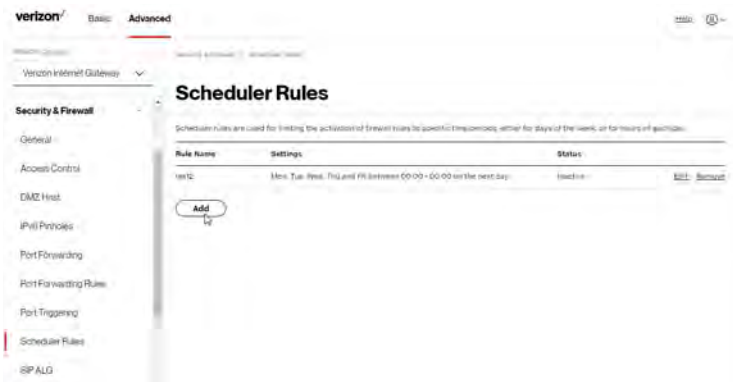 verizon✓ Basic Advanced Help
Verizon Internet Gateway
Scheduler Rules
Security & Firewall
Scheduler rules are used for limiting the activation of firewall rules to specific time periods, either for days of the week, or for hours of each day.
General
Rule Name Settings Status
Access Control
test2 Mon, Tue, Wed, Thu and Fri between 00:00 - 00:00 on the next day Inactive Edit Remove
DMZ Host
Add
IPv6 Pinholes
Port Forwarding
Port Forwarding Rules
Port Triggering
Scheduler Rules
SIP ALG